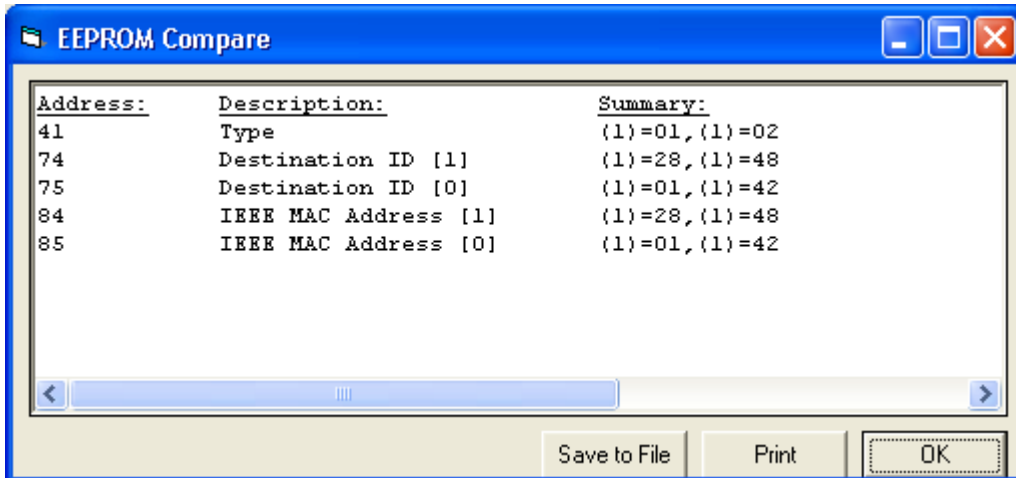 EEPROM Compare
Address: Description: Summary:
41 Type (1)=01,(1)=02
74 Destination ID [1] (1)=28,(1)=48
75 Destination ID [0] (1)=01,(1)=42
84 IEEE MAC Address [1] (1)=28,(1)=48
85 IEEE MAC Address [0] (1)=01,(1)=42
Save to File Print OK